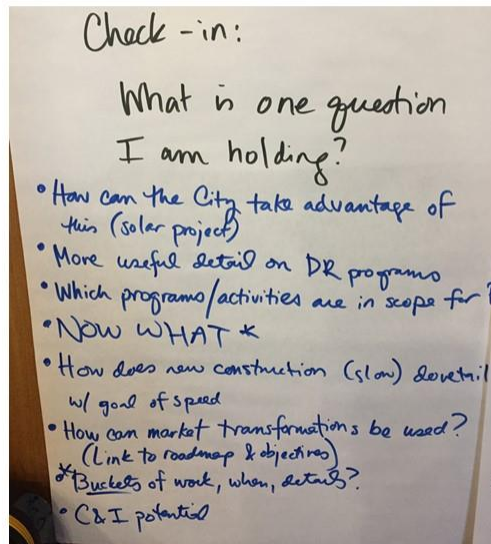 Check-in:
What is one question
I am holding?
• How can the City take advantage of
this (solar project)
• More useful detail on DR programs
• Which programs/activities are in scope for
• NOW WHAT *
• How does new construction (slow) dovetail
w/ goal of speed
• How can market transformations be used?
(Link to roadmap & objectives)
* Buckets of work, when, details?
• C&I potential